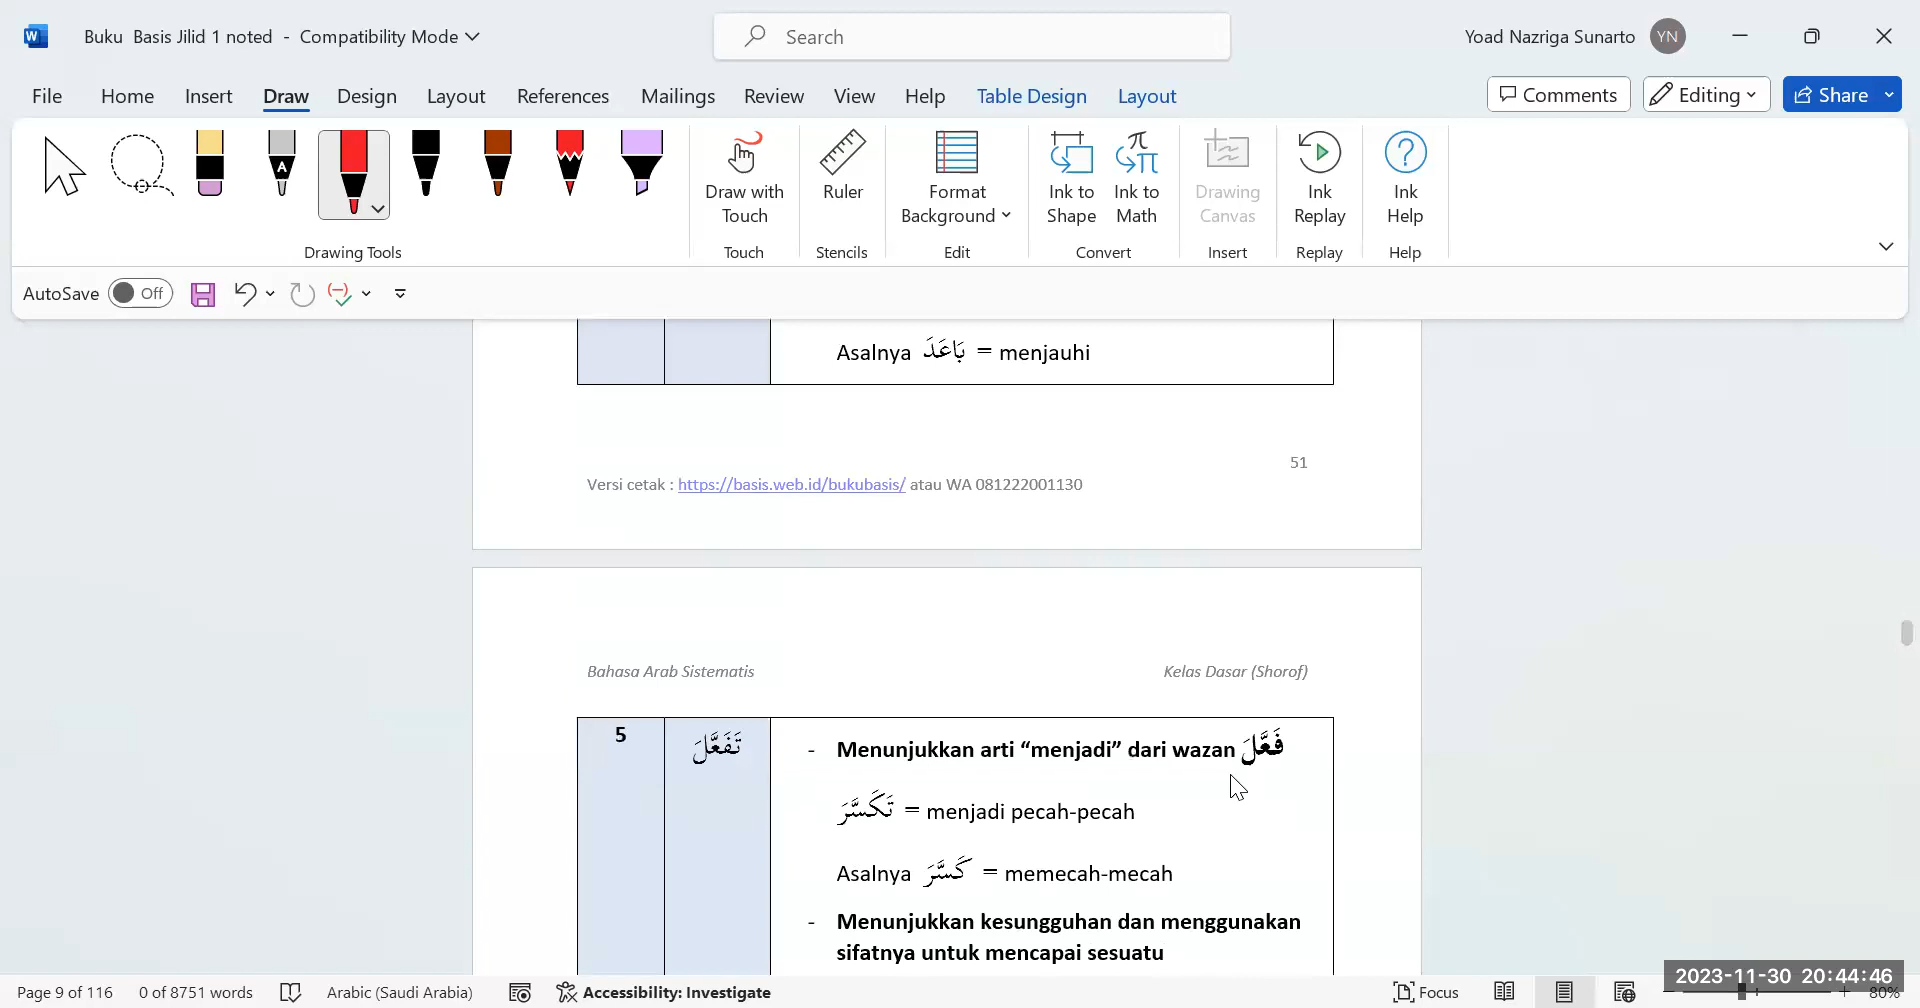 Buku Basis Jilid 1 noted - Compatibility Mode
Search
Yoad Nazriga Sunarto YN
File Home Insert Draw Design Layout References Mailings Review View Help Table Design Layout
Comments Editing Share
A
Draw with Touch
Ruler
Format Background
Ink to Shape
Ink to Math
Drawing Canvas
Ink Replay
Ink Help
Drawing Tools Touch Stencils Edit Convert Insert Replay Help
AutoSave Off
Asalnya بَاعَدَ = menjauhi
51
Versi cetak : https://basis.web.id/bukubasis/ atau WA 081222001130
Bahasa Arab Sistematis Kelas Dasar (Shorof)
5 تَفَعَّلَ - Menunjukkan arti “menjadi” dari wazan فَعَّلَ
تَكَسَّرَ = menjadi pecah-pecah
Asalnya كَسَّرَ = memecah-mecah
- Menunjukkan kesungguhan dan menggunakan
sifatnya untuk mencapai sesuatu
2023-11-30 20:44:46
Page 9 of 116 0 of 8751 words Arabic (Saudi Arabia) Accessibility: Investigate Focus 80%